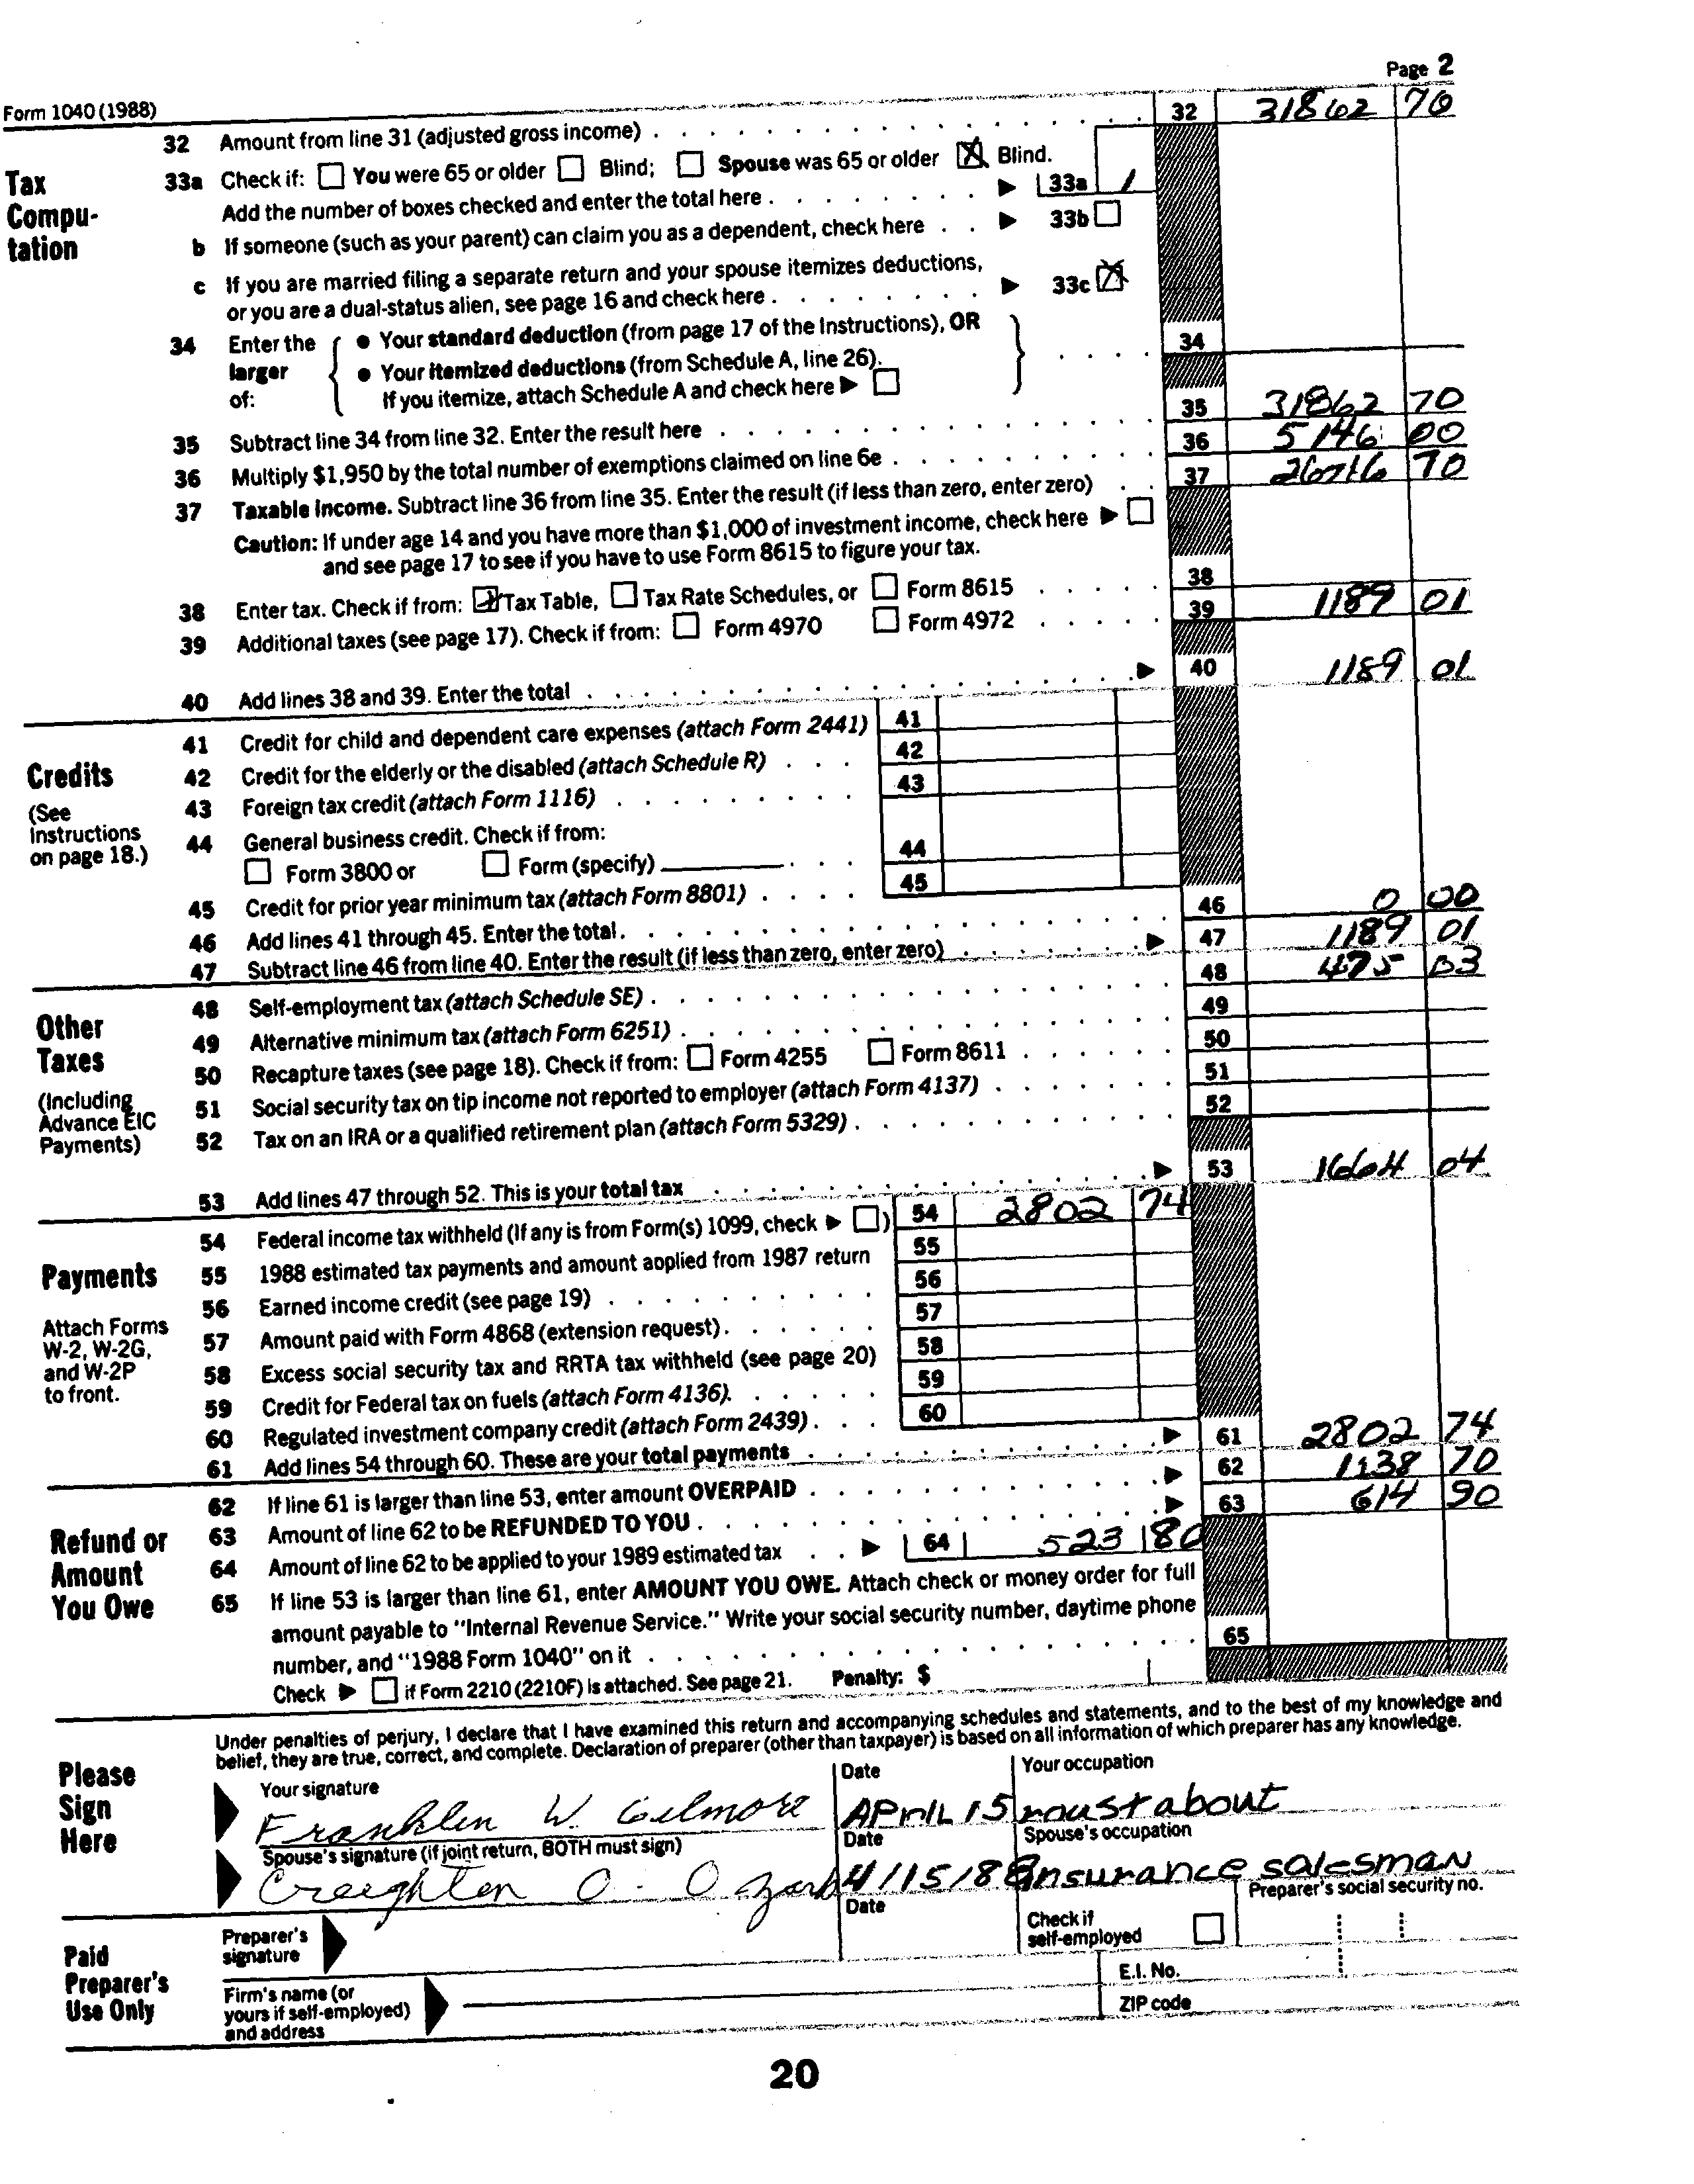 Page 2
Form 1040 (1988)
32 Amount from line 31 (adjusted gross income) 32 31862 70
Tax Compu- tation
33a Check if: You were 65 or older Blind; Spouse was 65 or older X Blind.
Add the number of boxes checked and enter the total here 33a 1
b If someone (such as your parent) can claim you as a dependent, check here 33b
c If you are married filing a separate return and your spouse itemizes deductions,
or you are a dual-status alien, see page 16 and check here 33c X
34 Enter the larger of:
● Your standard deduction (from page 17 of the Instructions), OR
● Your itemized deductions (from Schedule A, line 26).
If you itemize, attach Schedule A and check here
34
35 Subtract line 34 from line 32. Enter the result here 35 31862 70
36 Multiply $1,950 by the total number of exemptions claimed on line 6e 36 5146 00
37 Taxable income. Subtract line 36 from line 35. Enter the result (if less than zero, enter zero) 37 26716 70
Caution: If under age 14 and you have more than $1,000 of investment income, check here
and see page 17 to see if you have to use Form 8615 to figure your tax.
38 Enter tax. Check if from: X Tax Table, Tax Rate Schedules, or Form 8615 38
39 Additional taxes (see page 17). Check if from: Form 4970 Form 4972 39 1189 01
40 Add lines 38 and 39. Enter the total 40 1189 01
Credits
(See Instructions on page 18.)
41 Credit for child and dependent care expenses (attach Form 2441) 41
42 Credit for the elderly or the disabled (attach Schedule R) 42
43 Foreign tax credit (attach Form 1116) 43
44 General business credit. Check if from:
Form 3800 or Form (specify) 44
45 Credit for prior year minimum tax (attach Form 8801) 45
46 Add lines 41 through 45. Enter the total 46 0 00
47 Subtract line 46 from line 40. Enter the result (if less than zero, enter zero) 47 1189 01
Other Taxes
(Including Advance EIC Payments)
48 Self-employment tax (attach Schedule SE) 48 475 03
49 Alternative minimum tax (attach Form 6251) 49
50 Recapture taxes (see page 18). Check if from: Form 4255 Form 8611 50
51 Social security tax on tip income not reported to employer (attach Form 4137) 51
52 Tax on an IRA or a qualified retirement plan (attach Form 5329) 52
53 Add lines 47 through 52. This is your total tax 53 1664 04
Payments
Attach Forms W-2, W-2G, and W-2P to front.
54 Federal income tax withheld (If any is from Form(s) 1099, check ) 54 2802 74
55 1988 estimated tax payments and amount applied from 1987 return 55
56 Earned income credit (see page 19) 56
57 Amount paid with Form 4868 (extension request) 57
58 Excess social security tax and RRTA tax withheld (see page 20) 58
59 Credit for Federal tax on fuels (attach Form 4136). 59
60 Regulated investment company credit (attach Form 2439) 60
61 Add lines 54 through 60. These are your total payments 61 2802 74
Refund or Amount You Owe
62 If line 61 is larger than line 53, enter amount OVERPAID 62 1138 70
63 Amount of line 62 to be REFUNDED TO YOU 63 614 90
64 Amount of line 62 to be applied to your 1989 estimated tax 64 523 80
65 If line 53 is larger than line 61, enter AMOUNT YOU OWE. Attach check or money order for full
amount payable to "Internal Revenue Service." Write your social security number, daytime phone
number, and "1988 Form 1040" on it 65
Check if Form 2210 (2210F) is attached. See page 21. Penalty: $
Please Sign Here
Under penalties of perjury, I declare that I have examined this return and accompanying schedules and statements, and to the best of my knowledge and
belief, they are true, correct, and complete. Declaration of preparer (other than taxpayer) is based on all information of which preparer has any knowledge.
Your signature Date Your occupation
Franklin W. Gilmore APrIL 15 roustabout
Spouse's signature (if joint return, BOTH must sign) Date Spouse's occupation
Creighton O. Ozark 4/15/88 insurance salesman
Paid Preparer's Use Only
Preparer's signature Date Check if self-employed Preparer's social security no.
Firm's name (or yours if self-employed) and address E.I. No.
ZIP code
20